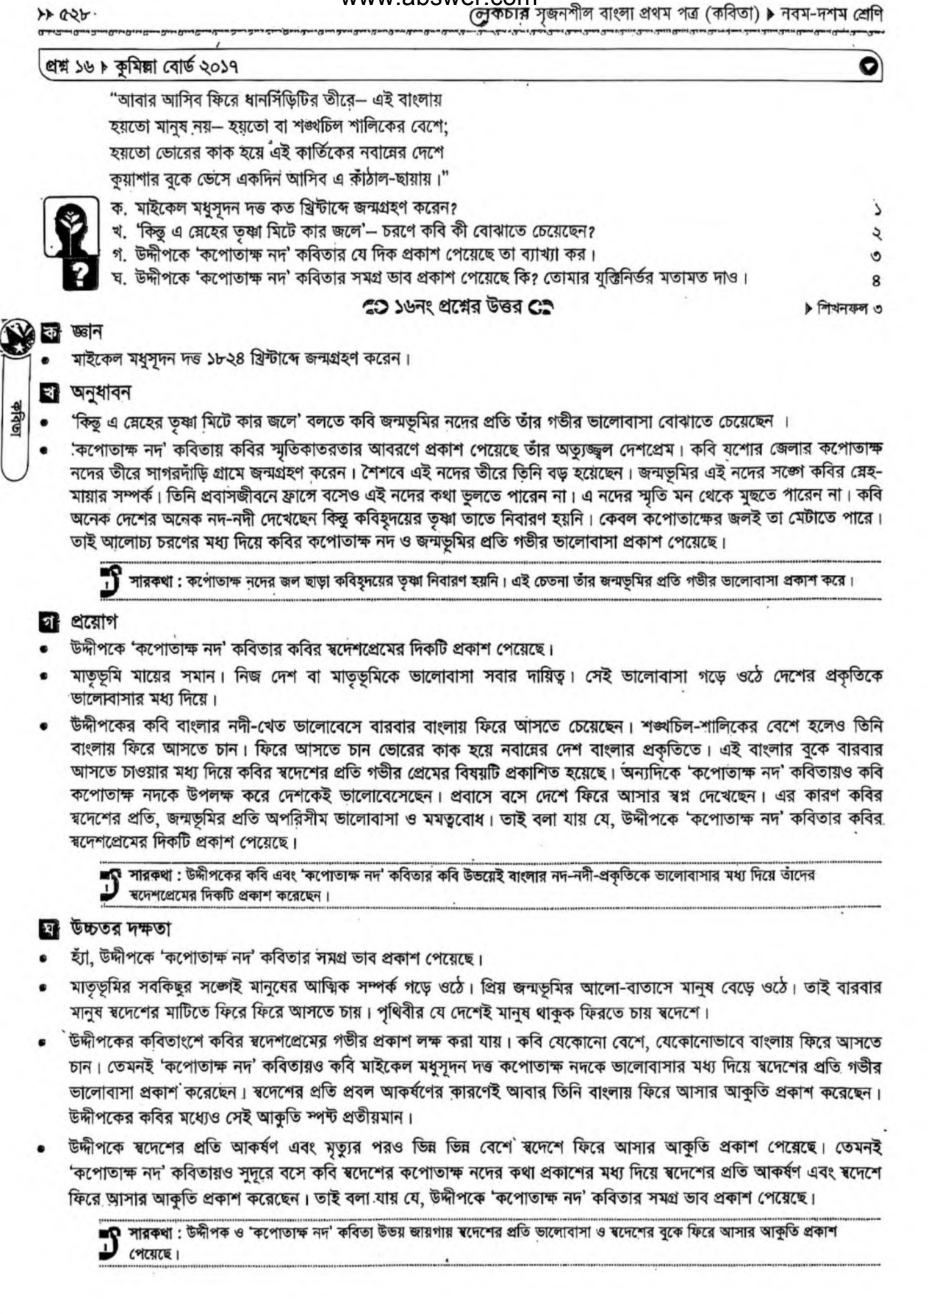 www.abswer.com
▸▸ ৫২৮
লেকচার সৃজনশীল বাংলা প্রথম পত্র (কবিতা) ▸ নবম-দশম শ্রেণি
প্রশ্ন ১৬ ▸ কুমিল্লা বোর্ড ২০১৭
“আবার আসিব ফিরে ধানসিঁড়িটির তীরে– এই বাংলায়
হয়তো মানুষ নয়– হয়তো বা শঙ্খচিল শালিকের বেশে;
হয়তো ভোরের কাক হয়ে এই কার্তিকের নবান্নের দেশে
কুয়াশার বুকে ভেসে একদিন আসিব এ কাঁঠাল-ছায়ায়।”
ক. মাইকেল মধুসূদন দত্ত কত খ্রিষ্টাব্দে জন্মগ্রহণ করেন? ১
খ. ‘কিন্তু এ স্নেহের তৃষ্ণা মিটে কার জলে’– চরণে কবি কী বোঝাতে চেয়েছেন? ২
গ. উদ্দীপকে ‘কপোতাক্ষ নদ’ কবিতার যে দিক প্রকাশ পেয়েছে তা ব্যাখ্যা কর। ৩
ঘ. উদ্দীপকে ‘কপোতাক্ষ নদ’ কবিতার সমগ্র ভাব প্রকাশ পেয়েছে কি? তোমার যুক্তিনির্ভর মতামত দাও। ৪
১৬নং প্রশ্নের উত্তর
▸ শিখনফল ৩
ক জ্ঞান
• মাইকেল মধুসূদন দত্ত ১৮২৪ খ্রিষ্টাব্দে জন্মগ্রহণ করেন।
কবিতা
খ অনুধাবন
• ‘কিন্তু এ স্নেহের তৃষ্ণা মিটে কার জলে’ বলতে কবি জন্মভূমির নদের প্রতি তাঁর গভীর ভালোবাসা বোঝাতে চেয়েছেন ।
• ‘কপোতাক্ষ নদ’ কবিতায় কবির স্মৃতিকাতরতার আবরণে প্রকাশ পেয়েছে তাঁর অত্যুজ্জ্বল দেশপ্রেম। কবি যশোর জেলার কপোতাক্ষ
নদের তীরে সাগরদাঁড়ি গ্রামে জন্মগ্রহণ করেন। শৈশবে এই নদের তীরে তিনি বড় হয়েছেন। জন্মভূমির এই নদের সঙ্গে কবির স্নেহ-
মায়ার সম্পর্ক। তিনি প্রবাসজীবনে ফ্রান্সে বসেও এই নদের কথা ভুলতে পারেন না। এ নদের স্মৃতি মন থেকে মুছতে পারেন না। কবি
অনেক দেশের অনেক নদ-নদী দেখেছেন কিন্তু কবিহৃদয়ের তৃষ্ণা তাতে নিবারণ হয়নি। কেবল কপোতাক্ষের জলই তা মেটাতে পারে।
তাই আলোচ্য চরণের মধ্য দিয়ে কবির কপোতাক্ষ নদ ও জন্মভূমির প্রতি গভীর ভালোবাসা প্রকাশ পেয়েছে।
সারকথা : কপোতাক্ষ নদের জল ছাড়া কবিহৃদয়ের তৃষ্ণা নিবারণ হয়নি। এই চেতনা তাঁর জন্মভূমির প্রতি গভীর ভালোবাসা প্রকাশ করে।
গ প্রয়োগ
• উদ্দীপকে ‘কপোতাক্ষ নদ’ কবিতার কবির স্বদেশপ্রেমের দিকটি প্রকাশ পেয়েছে।
• মাতৃভূমি মায়ের সমান। নিজ দেশ বা মাতৃভূমিকে ভালোবাসা সবার দায়িত্ব। সেই ভালোবাসা গড়ে ওঠে দেশের প্রকৃতিকে
ভালোবাসার মধ্য দিয়ে।
• উদ্দীপকের কবি বাংলার নদী-খেত ভালোবেসে বারবার বাংলায় ফিরে আসতে চেয়েছেন। শঙ্খচিল-শালিকের বেশে হলেও তিনি
বাংলায় ফিরে আসতে চান। ফিরে আসতে চান ভোরের কাক হয়ে নবান্নের দেশ বাংলার প্রকৃতিতে। এই বাংলার বুকে বারবার
আসতে চাওয়ার মধ্য দিয়ে কবির স্বদেশের প্রতি গভীর প্রেমের বিষয়টি প্রকাশিত হয়েছে। অন্যদিকে ‘কপোতাক্ষ নদ’ কবিতায়ও কবি
কপোতাক্ষ নদকে উপলক্ষ করে দেশকেই ভালোবেসেছেন। প্রবাসে বসে দেশে ফিরে আসার স্বপ্ন দেখেছেন। এর কারণ কবির
স্বদেশের প্রতি, জন্মভূমির প্রতি অপরিসীম ভালোবাসা ও মমত্ববোধ। তাই বলা যায় যে, উদ্দীপকে ‘কপোতাক্ষ নদ’ কবিতার কবির
স্বদেশপ্রেমের দিকটি প্রকাশ পেয়েছে।
সারকথা : উদ্দীপকের কবি এবং ‘কপোতাক্ষ নদ’ কবিতার কবি উভয়েই বাংলার নদ-নদী-প্রকৃতিকে ভালোবাসার মধ্য দিয়ে তাঁদের
স্বদেশপ্রেমের দিকটি প্রকাশ করেছেন।
ঘ উচ্চতর দক্ষতা
• হ্যাঁ, উদ্দীপকে ‘কপোতাক্ষ নদ’ কবিতার সমগ্র ভাব প্রকাশ পেয়েছে।
• মাতৃভূমির সবকিছুর সঙ্গেই মানুষের আত্মিক সম্পর্ক গড়ে ওঠে। প্রিয় জন্মভূমির আলো-বাতাসে মানুষ বেড়ে ওঠে। তাই বারবার
মানুষ স্বদেশের মাটিতে ফিরে ফিরে আসতে চায়। পৃথিবীর যে দেশেই মানুষ থাকুক ফিরতে চায় স্বদেশে।
• উদ্দীপকের কবিতাংশে কবির স্বদেশপ্রেমের গভীর প্রকাশ লক্ষ করা যায়। কবি যেকোনো বেশে, যেকোনোভাবে বাংলায় ফিরে আসতে
চান। তেমনই ‘কপোতাক্ষ নদ’ কবিতায়ও কবি মাইকেল মধুসূদন দত্ত কপোতাক্ষ নদকে ভালোবাসার মধ্য দিয়ে স্বদেশের প্রতি গভীর
ভালোবাসা প্রকাশ করেছেন। স্বদেশের প্রতি প্রবল আকর্ষণের কারণেই আবার তিনি বাংলায় ফিরে আসার আকুতি প্রকাশ করেছেন।
উদ্দীপকের কবির মধ্যেও সেই আকুতি স্পষ্ট প্রতীয়মান।
• উদ্দীপকে স্বদেশের প্রতি আকর্ষণ এবং মৃত্যুর পরও ভিন্ন ভিন্ন বেশে স্বদেশে ফিরে আসার আকুতি প্রকাশ পেয়েছে। তেমনই
‘কপোতাক্ষ নদ’ কবিতায়ও সুদূরে বসে কবি স্বদেশের কপোতাক্ষ নদের কথা প্রকাশের মধ্য দিয়ে স্বদেশের প্রতি আকর্ষণ এবং স্বদেশে
ফিরে আসার আকুতি প্রকাশ করেছেন। তাই বলা যায় যে, উদ্দীপকে ‘কপোতাক্ষ নদ’ কবিতার সমগ্র ভাব প্রকাশ পেয়েছে।
সারকথা : উদ্দীপক ও ‘কপোতাক্ষ নদ’ কবিতা উভয় জায়গায় স্বদেশের প্রতি ভালোবাসা ও স্বদেশের বুকে ফিরে আসার আকুতি প্রকাশ
পেয়েছে।